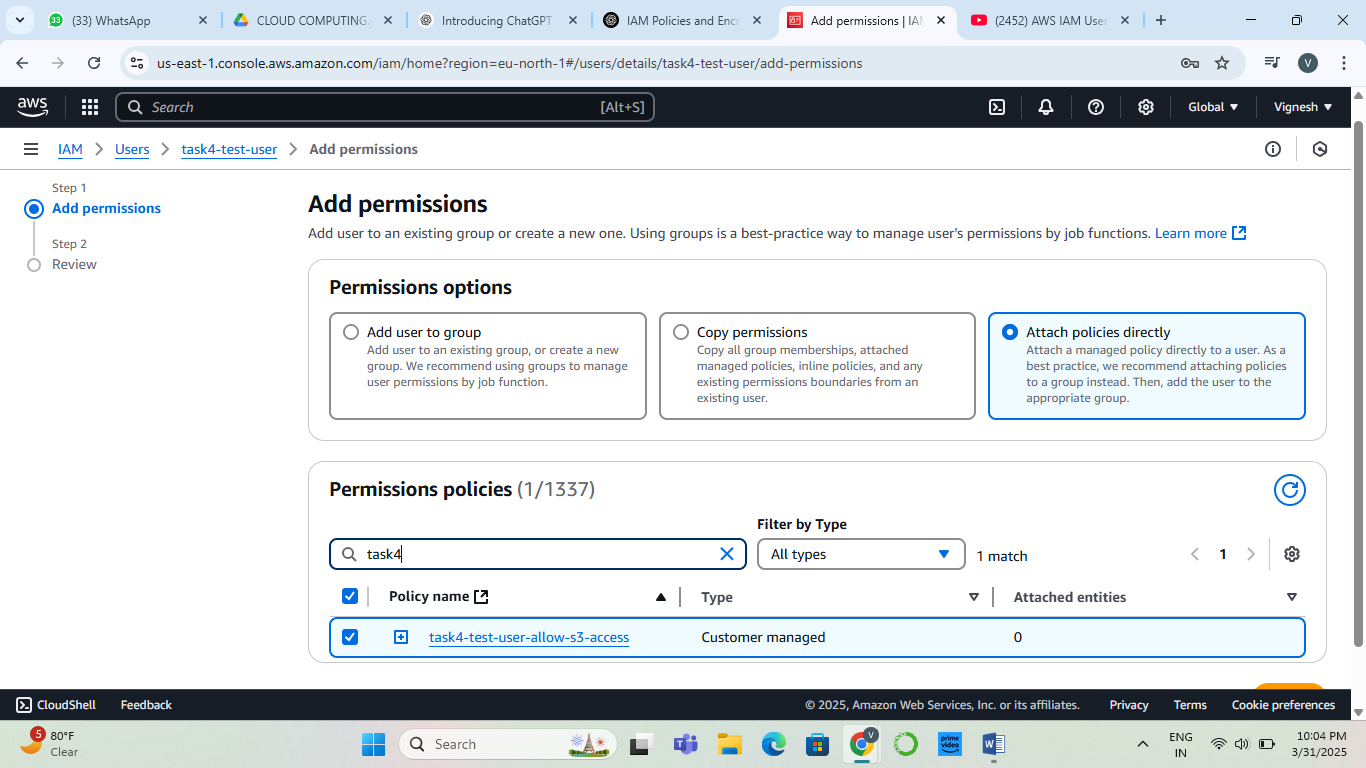 (33) WhatsApp
CLOUD COMPUTING
Introducing ChatGPT
IAM Policies and Enc
Add permissions | IAM
(2452) AWS IAM User
us-east-1.console.aws.amazon.com/iam/home?region=eu-north-1#/users/details/task4-test-user/add-permissions
V
aws
Search
[Alt+S]
Global
Vignesh
IAM
Users
task4-test-user
Add permissions
Step 1
Add permissions
Step 2
Review
Add permissions
Add user to an existing group or create a new one. Using groups is a best-practice way to manage user's permissions by job functions. Learn more
Permissions options
Add user to group
Add user to an existing group, or create a new
group. We recommend using groups to manage
user permissions by job function.
Copy permissions
Copy all group memberships, attached
managed policies, inline policies, and any
existing permissions boundaries from an
existing user.
Attach policies directly
Attach a managed policy directly to a user. As a
best practice, we recommend attaching policies
to a group instead. Then, add the user to the
appropriate group.
Permissions policies (1/1337)
Filter by Type
task4
All types
1 match
1
Policy name
Type
Attached entities
task4-test-user-allow-s3-access
Customer managed
0
CloudShell
Feedback
© 2025, Amazon Web Services, Inc. or its affiliates.
Privacy
Terms
Cookie preferences
5
80°F
Clear
Search
V
prime
video
ENG
IN
10:04 PM
3/31/2025